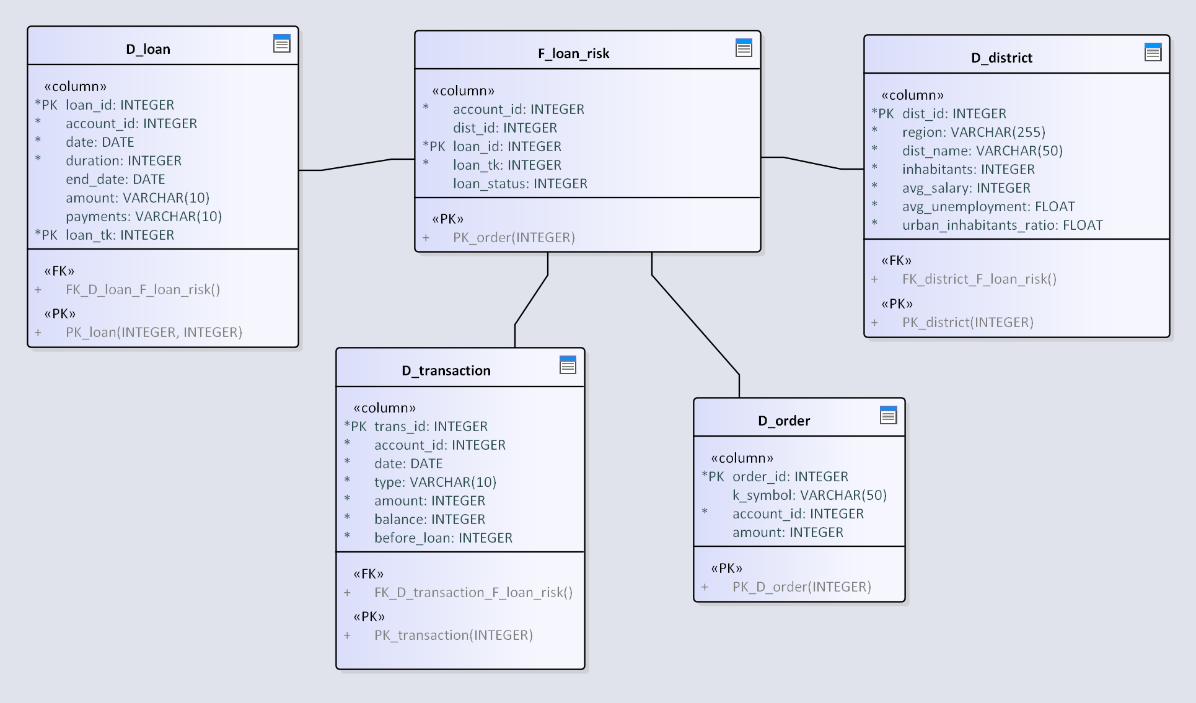 D_loan
«column»
*PK loan_id: INTEGER
* account_id: INTEGER
* date: DATE
* duration: INTEGER
end_date: DATE
amount: VARCHAR(10)
payments: VARCHAR(10)
*PK loan_tk: INTEGER
«FK»
+ FK_D_loan_F_loan_risk()
«PK»
+ PK_loan(INTEGER, INTEGER)
F_loan_risk
«column»
* account_id: INTEGER
dist_id: INTEGER
*PK loan_id: INTEGER
* loan_tk: INTEGER
loan_status: INTEGER
«PK»
+ PK_order(INTEGER)
D_district
«column»
*PK dist_id: INTEGER
* region: VARCHAR(255)
* dist_name: VARCHAR(50)
* inhabitants: INTEGER
* avg_salary: INTEGER
* avg_unemployment: FLOAT
* urban_inhabitants_ratio: FLOAT
«FK»
+ FK_district_F_loan_risk()
«PK»
+ PK_district(INTEGER)
D_transaction
«column»
*PK trans_id: INTEGER
* account_id: INTEGER
* date: DATE
* type: VARCHAR(10)
* amount: INTEGER
* balance: INTEGER
* before_loan: INTEGER
«FK»
+ FK_D_transaction_F_loan_risk()
«PK»
+ PK_transaction(INTEGER)
D_order
«column»
*PK order_id: INTEGER
k_symbol: VARCHAR(50)
* account_id: INTEGER
amount: INTEGER
«PK»
+ PK_D_order(INTEGER)